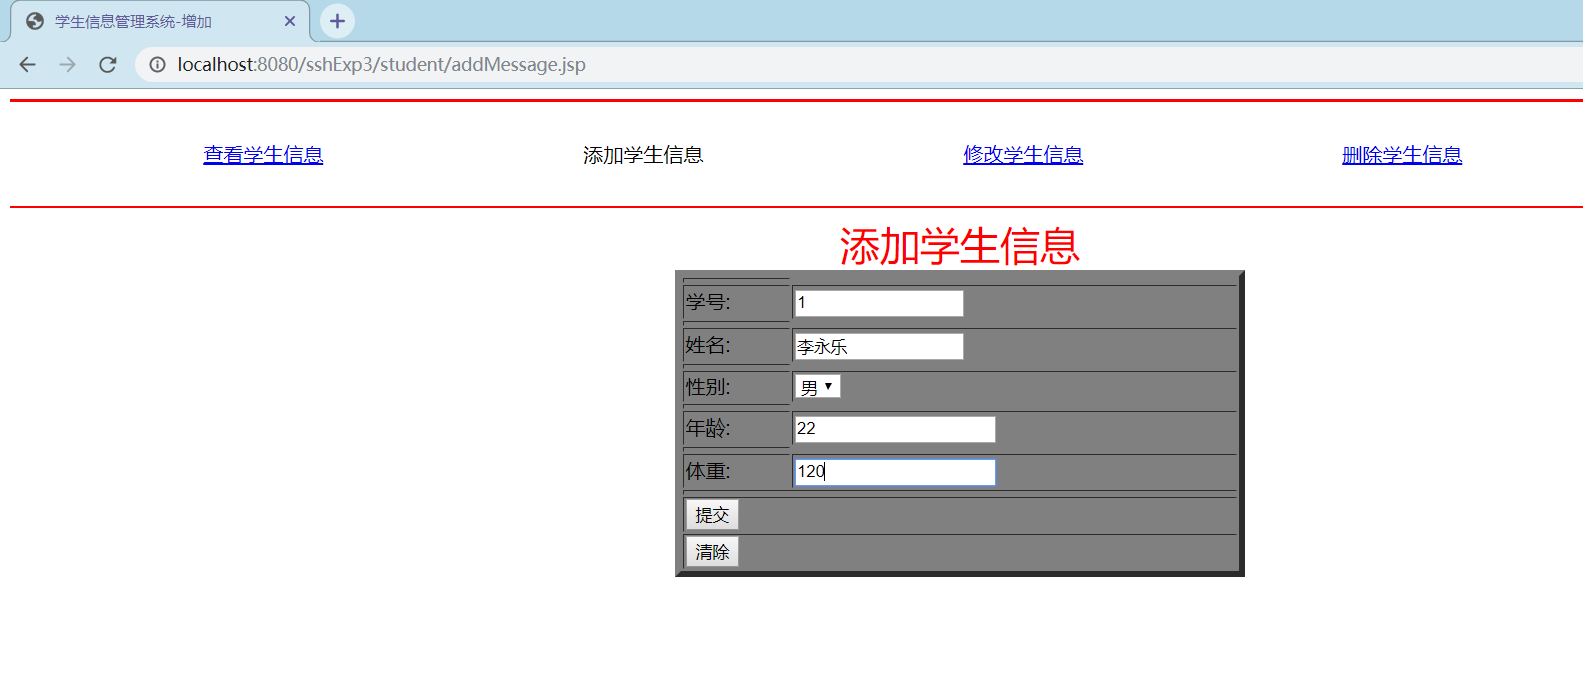 学生信息管理系统-增加
localhost:8080/sshExp3/student/addMessage.jsp
查看学生信息 添加学生信息 修改学生信息 删除学生信息
添加学生信息
学号: 1
姓名: 李永乐
性别: 男
年龄: 22
体重: 120
提交
清除